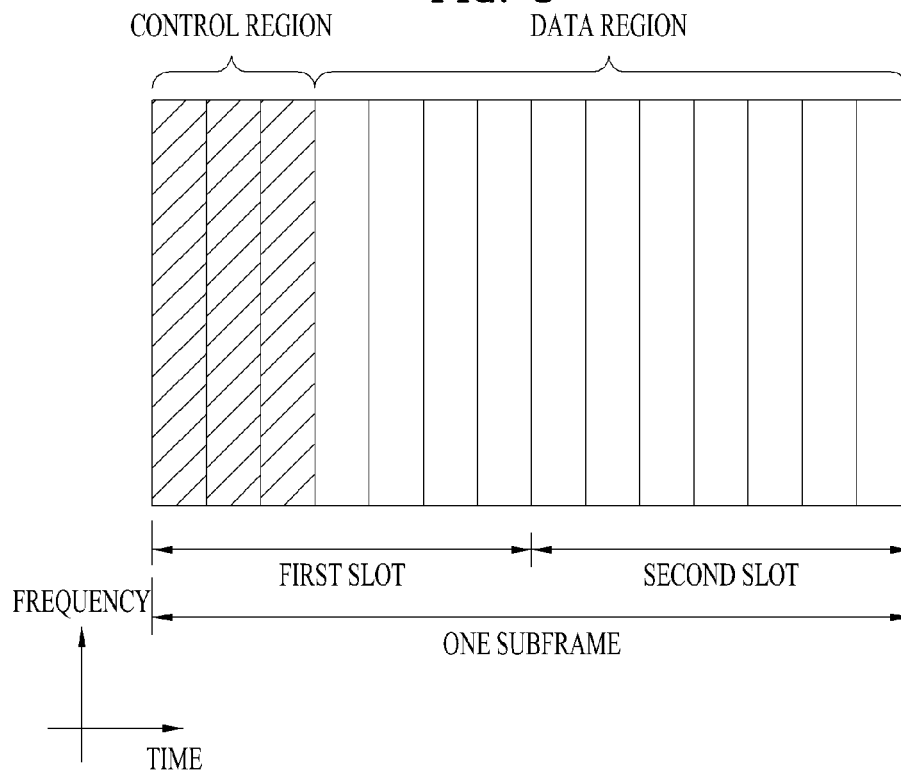 CONTROL REGION
DATA REGION
FIRST SLOT
SECOND SLOT
FREQUENCY
ONE SUBFRAME
TIME